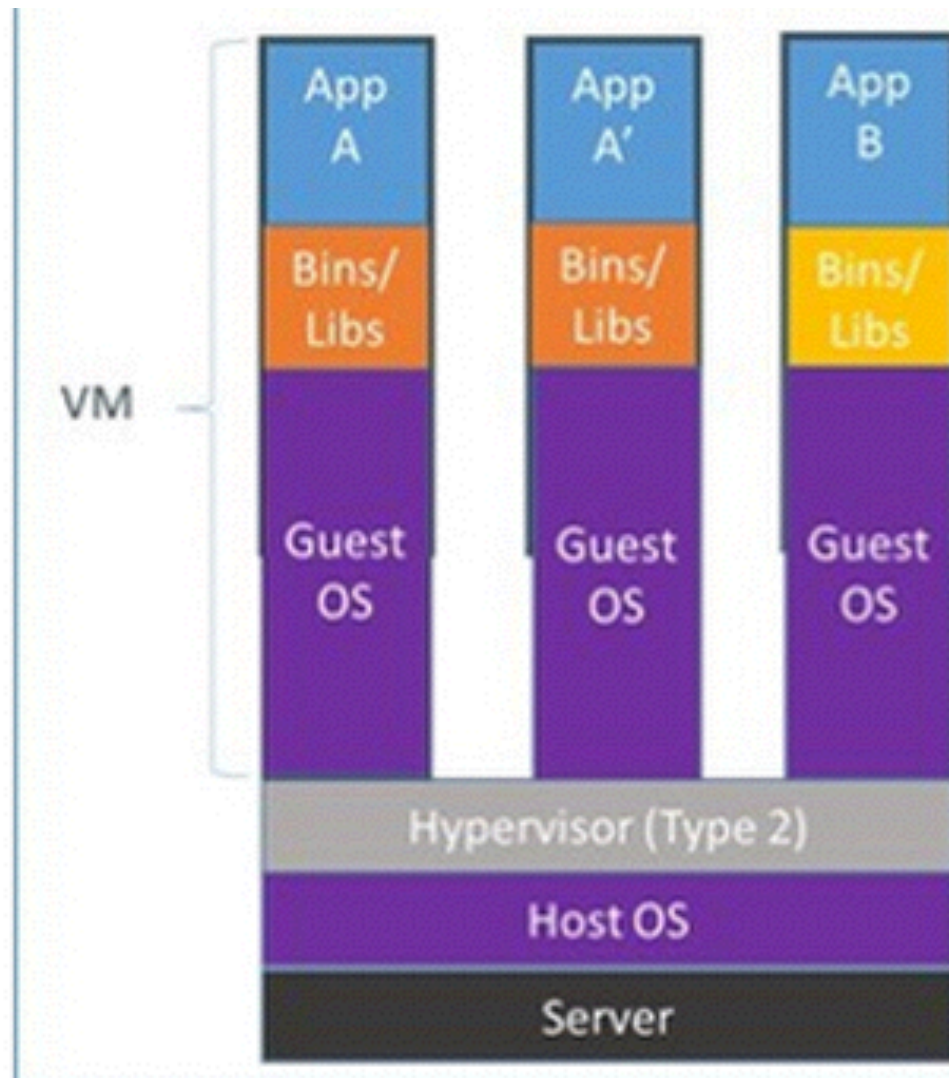 App
A
App
A’
App
B
Bins/
Libs
Bins/
Libs
Bins/
Libs
VM
Guest
OS
Guest
OS
Guest
OS
Hypervisor (Type 2)
Host OS
Server